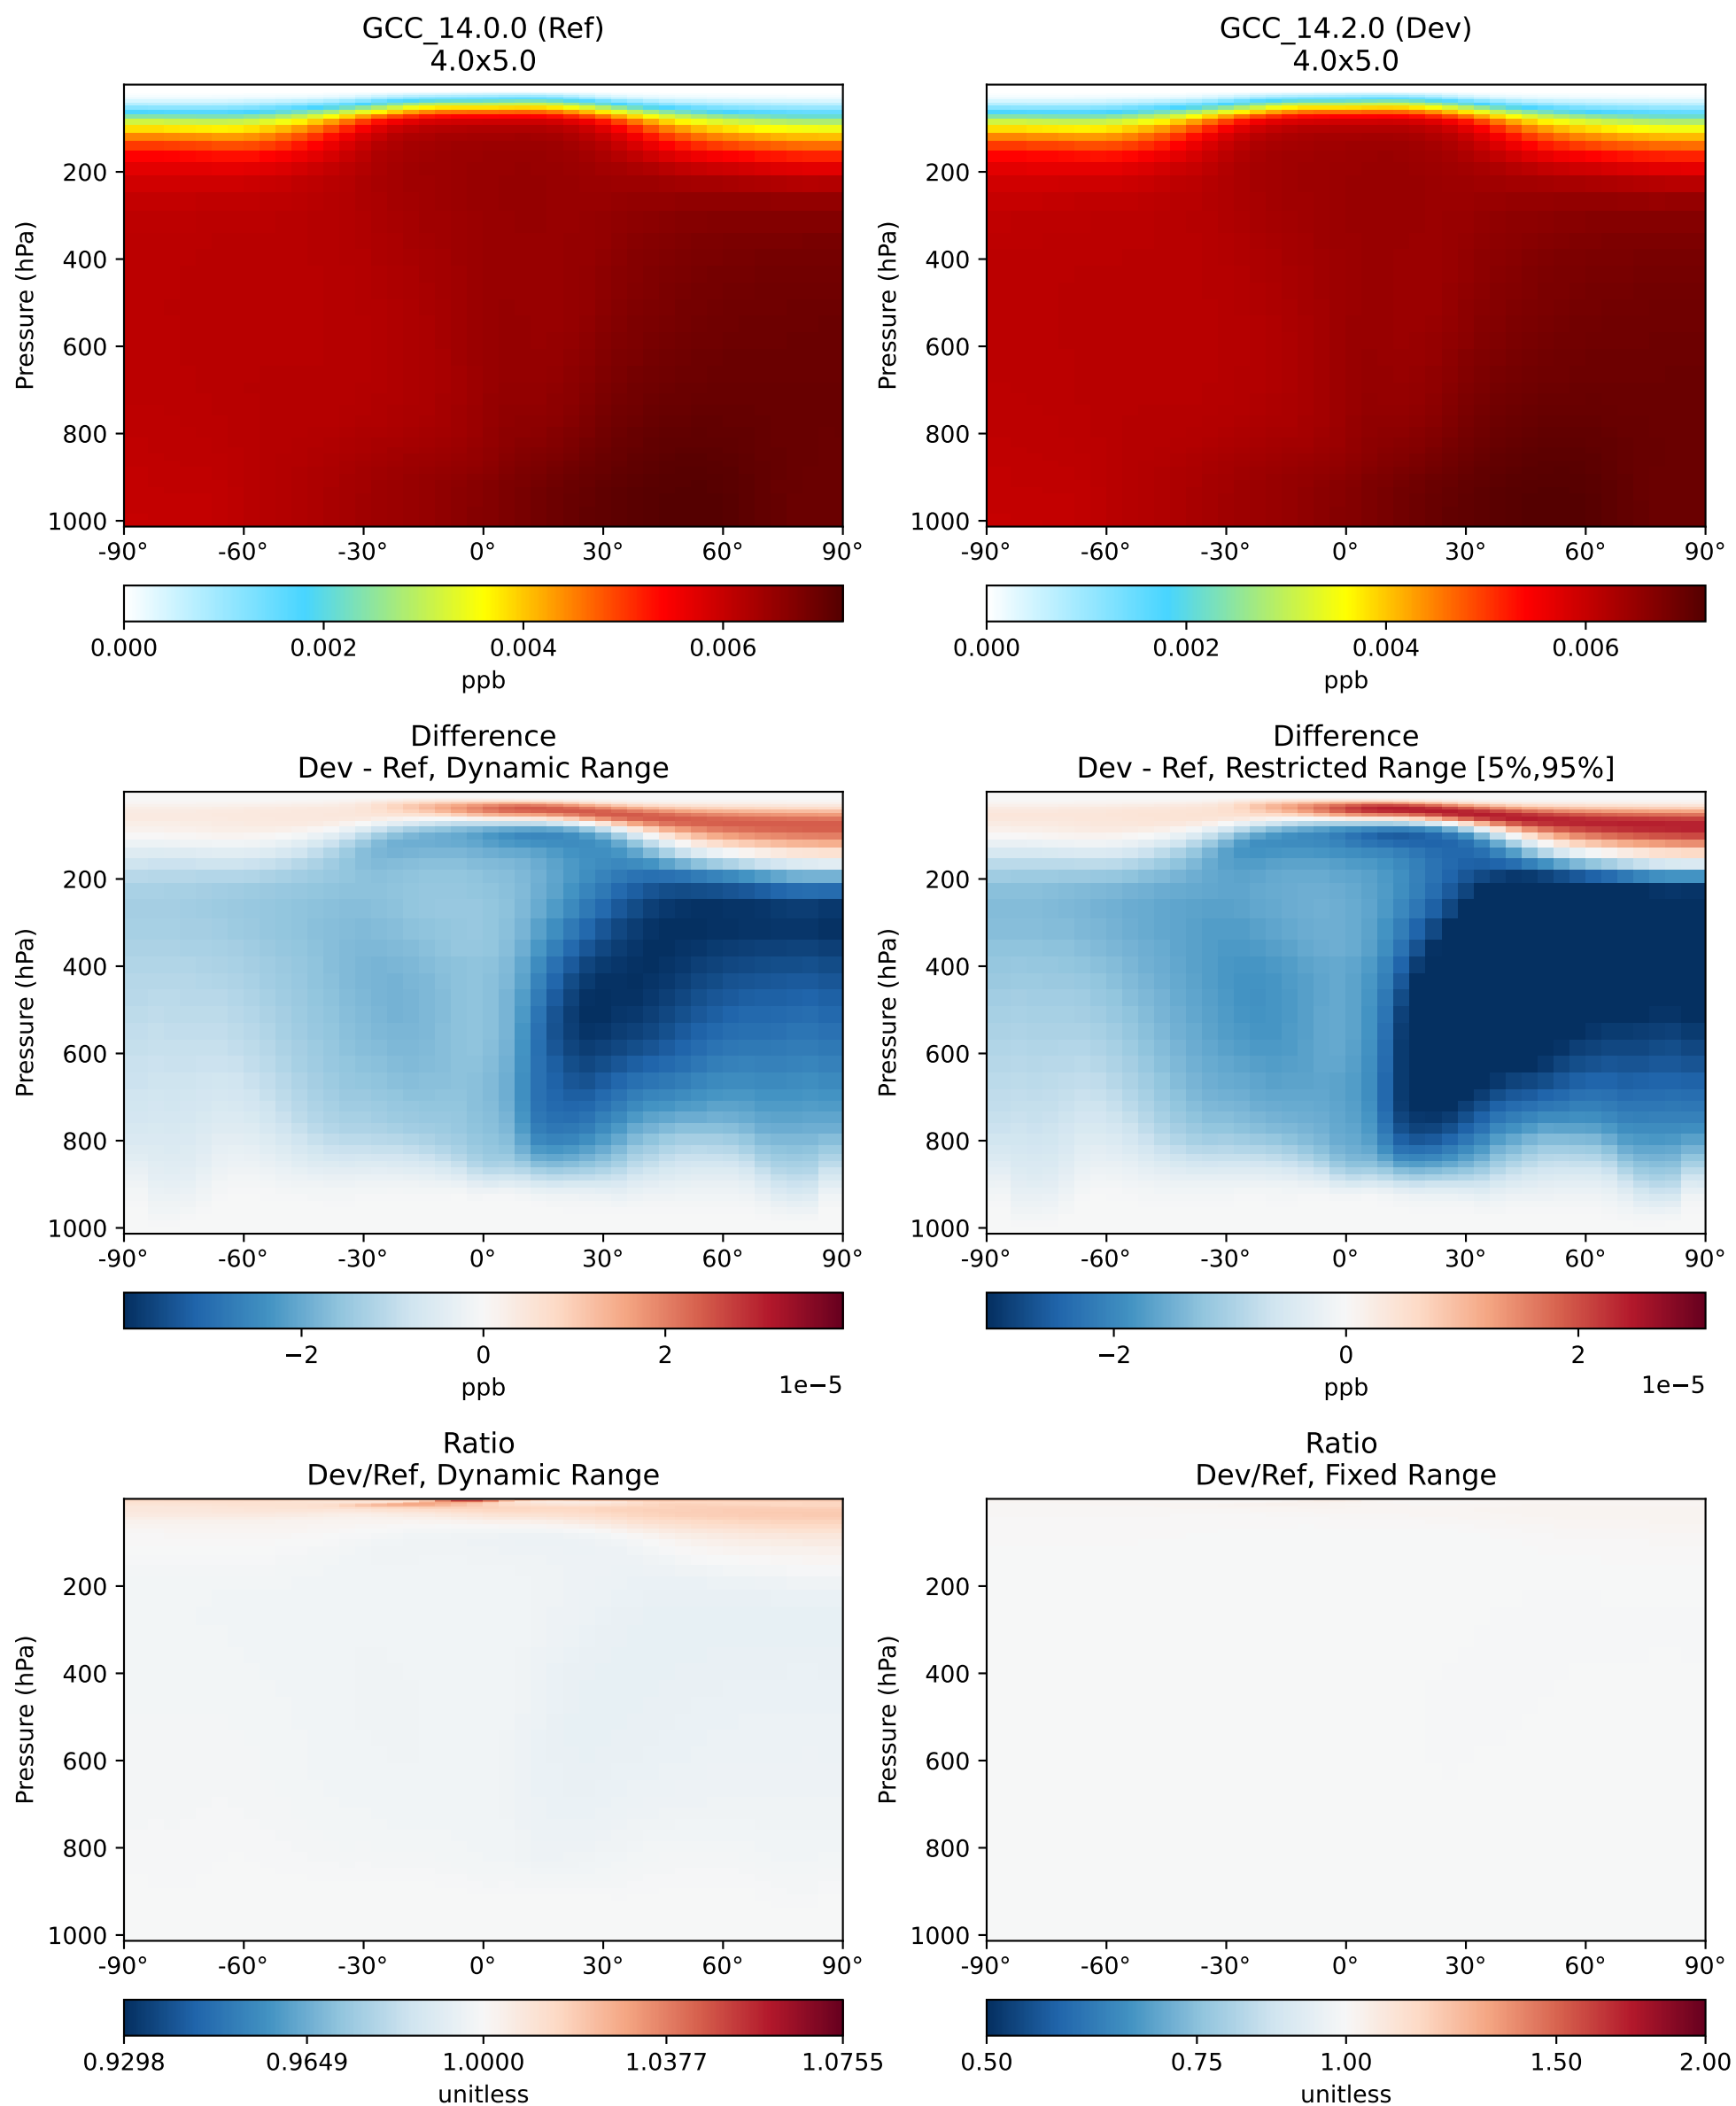 GCC_14.0.0 (Ref)
4.0x5.0
Pressure (hPa)
200
400
600
800
1000
-90° -60° -30° 0° 30° 60° 90°
0.000 0.002 0.004 0.006
ppb
GCC_14.2.0 (Dev)
4.0x5.0
Pressure (hPa)
200
400
600
800
1000
-90° -60° -30° 0° 30° 60° 90°
0.000 0.002 0.004 0.006
ppb
Difference
Dev - Ref, Dynamic Range
Pressure (hPa)
200
400
600
800
1000
-90° -60° -30° 0° 30° 60° 90°
−2 0 2
ppb
1e−5
Difference
Dev - Ref, Restricted Range [5%,95%]
Pressure (hPa)
200
400
600
800
1000
-90° -60° -30° 0° 30° 60° 90°
−2 0 2
ppb
1e−5
Ratio
Dev/Ref, Dynamic Range
Pressure (hPa)
200
400
600
800
1000
-90° -60° -30° 0° 30° 60° 90°
0.9298 0.9649 1.0000 1.0377 1.0755
unitless
Ratio
Dev/Ref, Fixed Range
Pressure (hPa)
200
400
600
800
1000
-90° -60° -30° 0° 30° 60° 90°
0.50 0.75 1.00 1.50 2.00
unitless